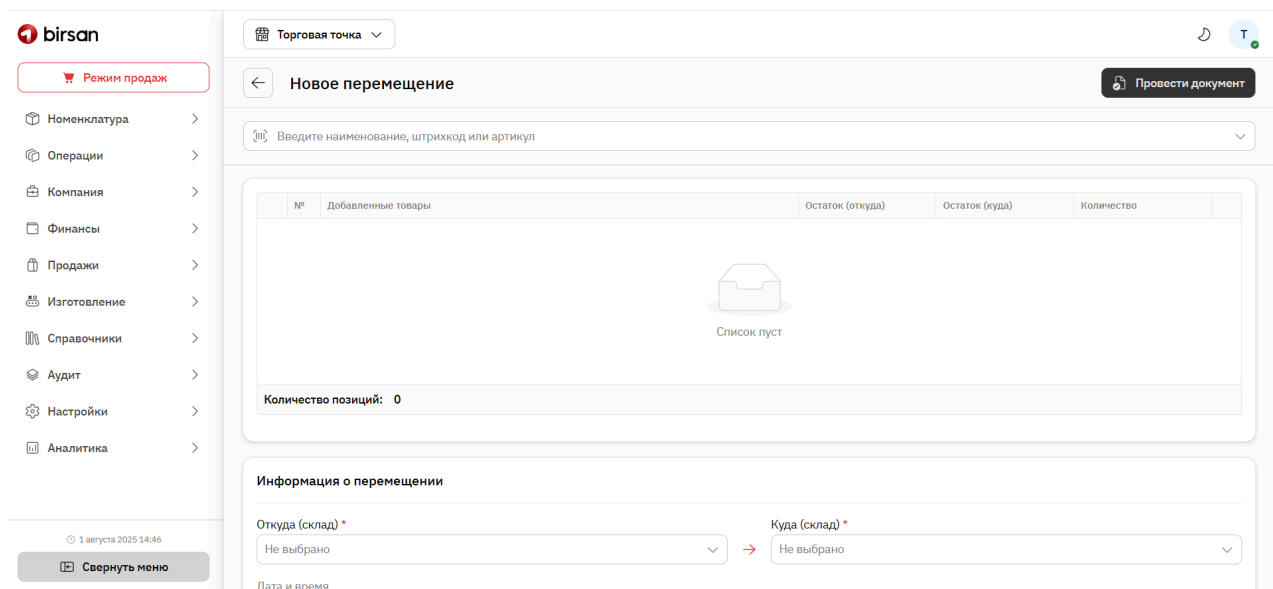 birsan
Торговая точка
Т
Режим продаж
Новое перемещение
Провести документ
Номенклатура
Введите наименование, штрихкод или артикул
Операции
Компания
Финансы
Продажи
Изготовление
Справочники
Аудит
Настройки
Аналитика
№ Добавленные товары Остаток (откуда) Остаток (куда) Количество
Список пуст
Количество позиций: 0
Информация о перемещении
Откуда (склад) * Куда (склад) *
Не выбрано Не выбрано
Дата и время
1 августа 2025 14:46
Свернуть меню